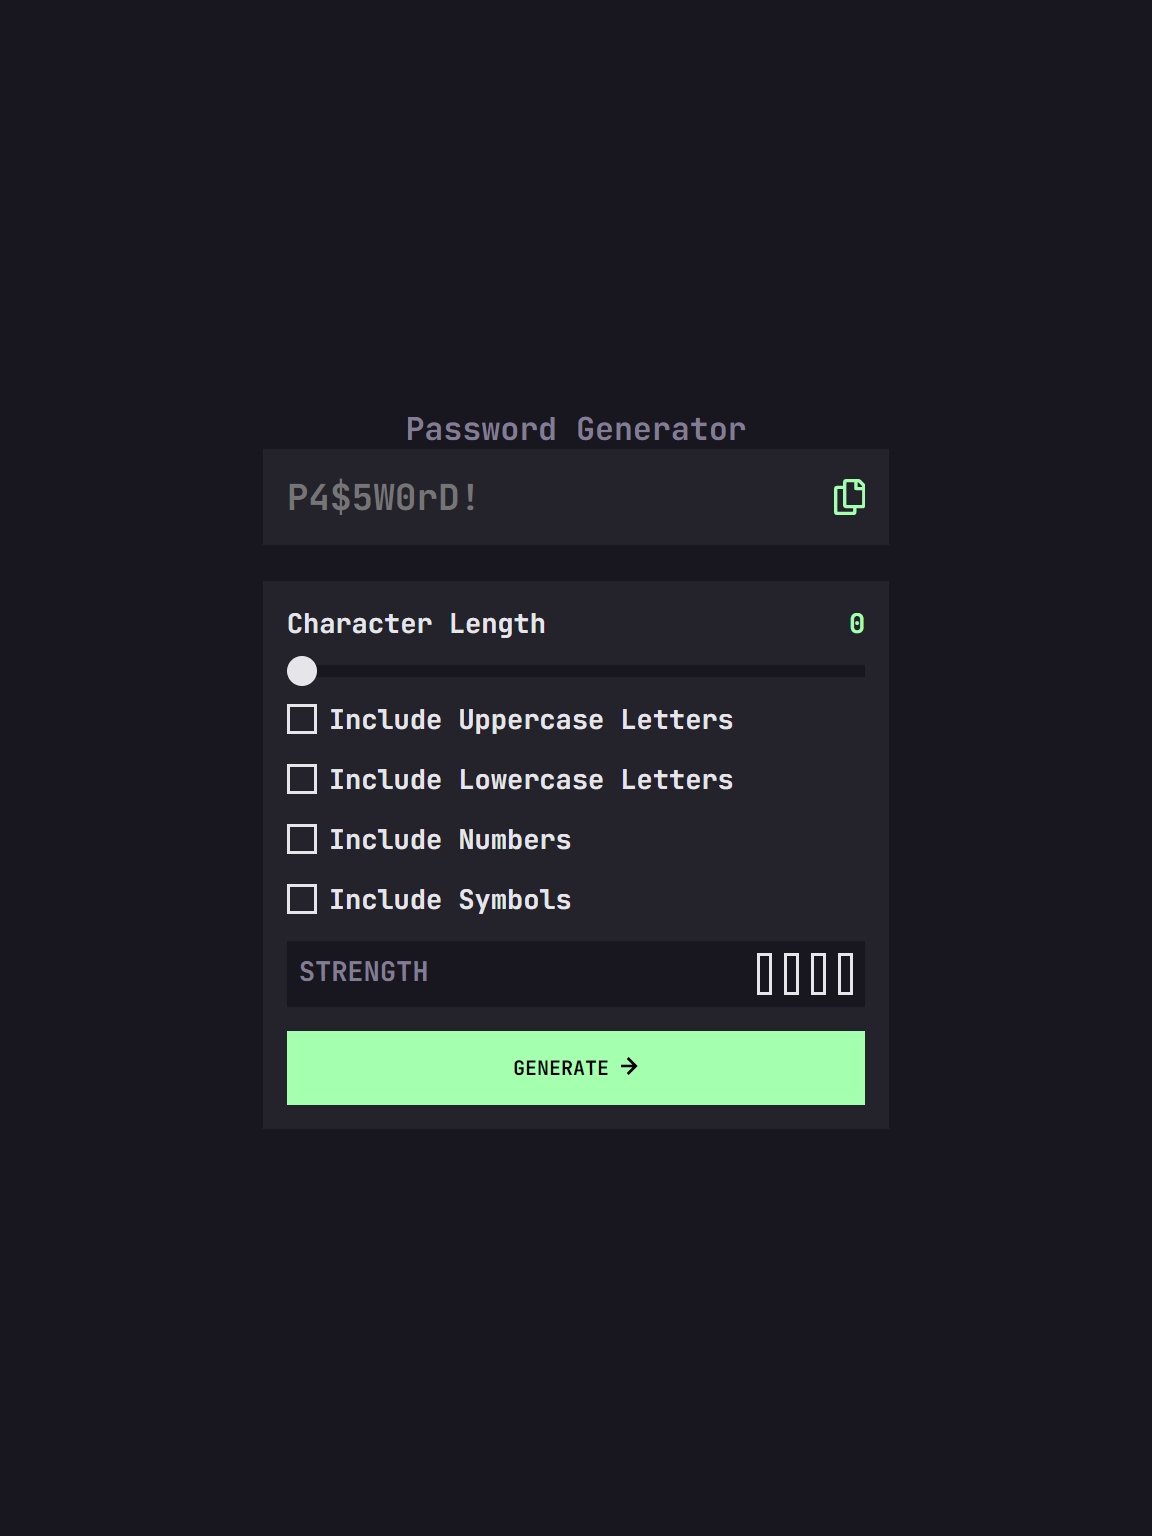 Password Generator
P4$5W0rD!
Character Length 0
Include Uppercase Letters
Include Lowercase Letters
Include Numbers
Include Symbols
STRENGTH
GENERATE →